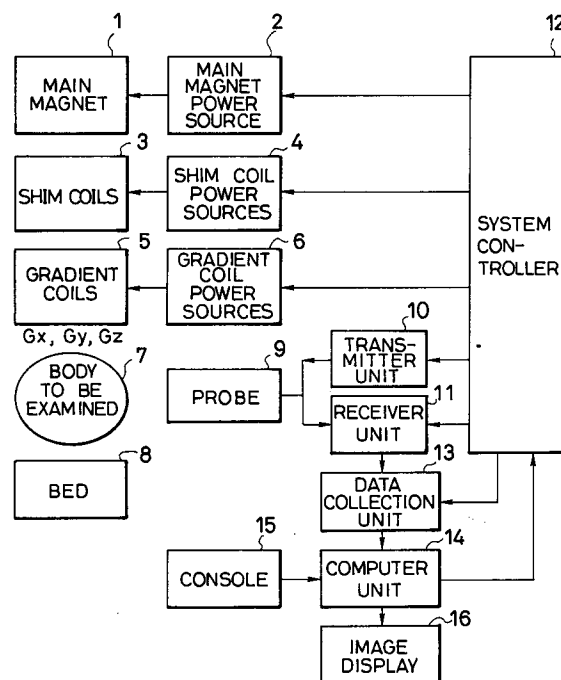 1
MAIN
MAGNET
2
MAIN
MAGNET
POWER
SOURCE
12
SYSTEM
CON-
TROLLER
3
SHIM COILS
4
SHIM COIL
POWER
SOURCES
5
GRADIENT
COILS
Gx, Gy, Gz
6
GRADIENT
COIL POWER
SOURCES
7
BODY
TO BE
EXAMINED
8
BED
9
PROBE
10
TRANS-
MITTER
UNIT
11
RECEIVER
UNIT
13
DATA
COLLECTION
UNIT
15
CONSOLE
14
COMPUTER
UNIT
16
IMAGE
DISPLAY